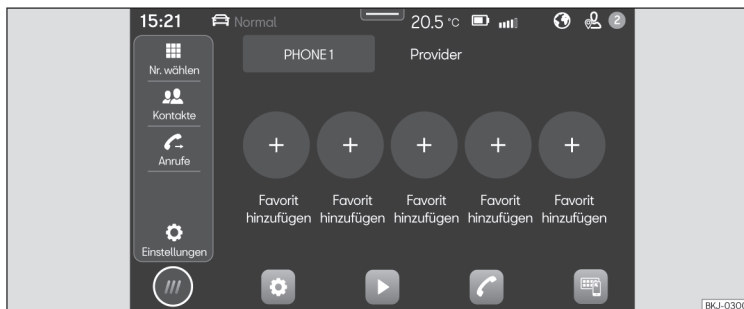 15:21 Normal 20.5 °C 2
PHONE 1 Provider
Nr. wählen
Kontakte
Anrufe
Einstellungen
+ + + + +
Favorit Favorit Favorit Favorit Favorit
hinzufügen hinzufügen hinzufügen hinzufügen hinzufügen
BKJ-0300